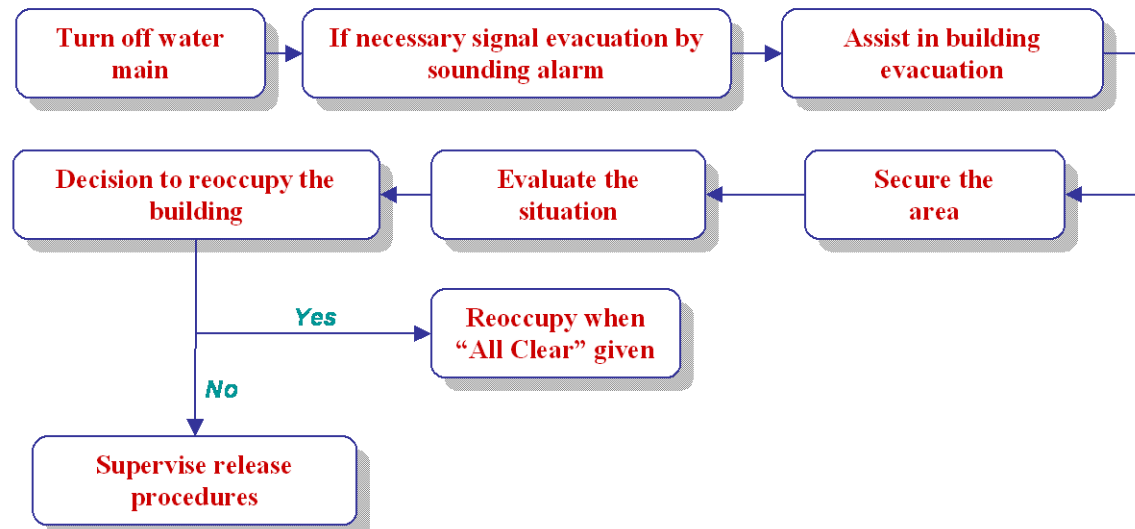 Turn off water
main
If necessary signal evacuation by
sounding alarm
Assist in building
evacuation
Secure the
area
Evaluate the
situation
Decision to reoccupy the
building
Yes
Reoccupy when
“All Clear” given
No
Supervise release
procedures